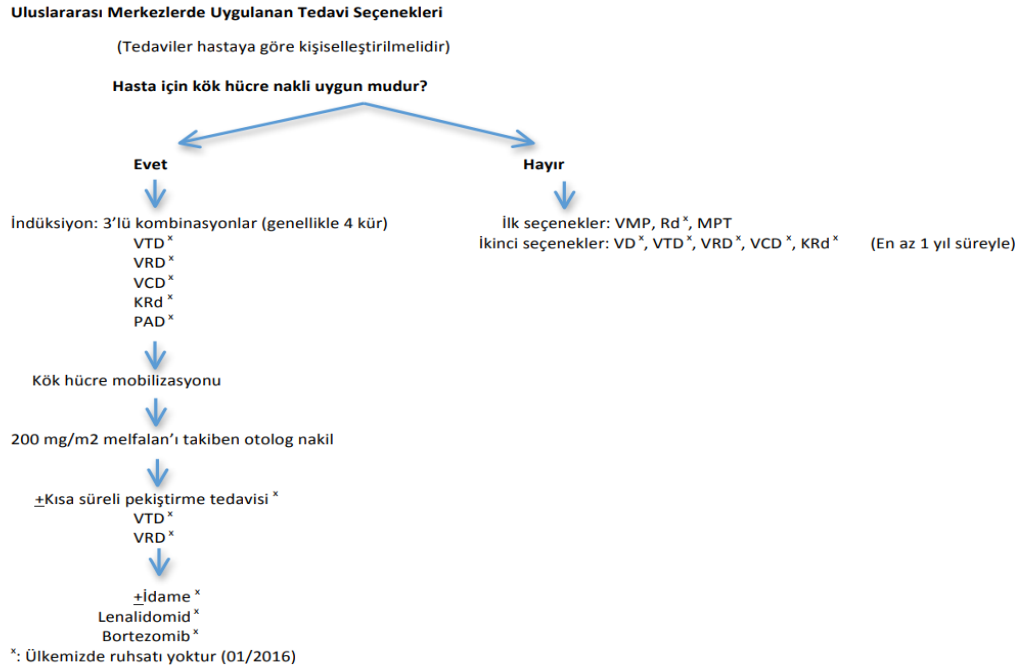 Uluslararası Merkezlerde Uygulanan Tedavi Seçenekleri
(Tedaviler hastaya göre kişiselleştirilmelidir)
Hasta için kök hücre nakli uygun mudur?
Evet
İndüksiyon: 3’lü kombinasyonlar (genellikle 4 kür)
VTD x
VRD x
VCD x
KRd x
PAD x
Kök hücre mobilizasyonu
200 mg/m2 melfalan’ı takiben otolog nakil
±Kısa süreli pekiştirme tedavisi x
VTD x
VRD x
±İdame x
Lenalidomid x
Bortezomib x
Hayır
İlk seçenekler: VMP, Rd x, MPT
İkinci seçenekler: VD x, VTD x, VRD x, VCD x, KRd x (En az 1 yıl süreyle)
x: Ülkemizde ruhsatı yoktur (01/2016)